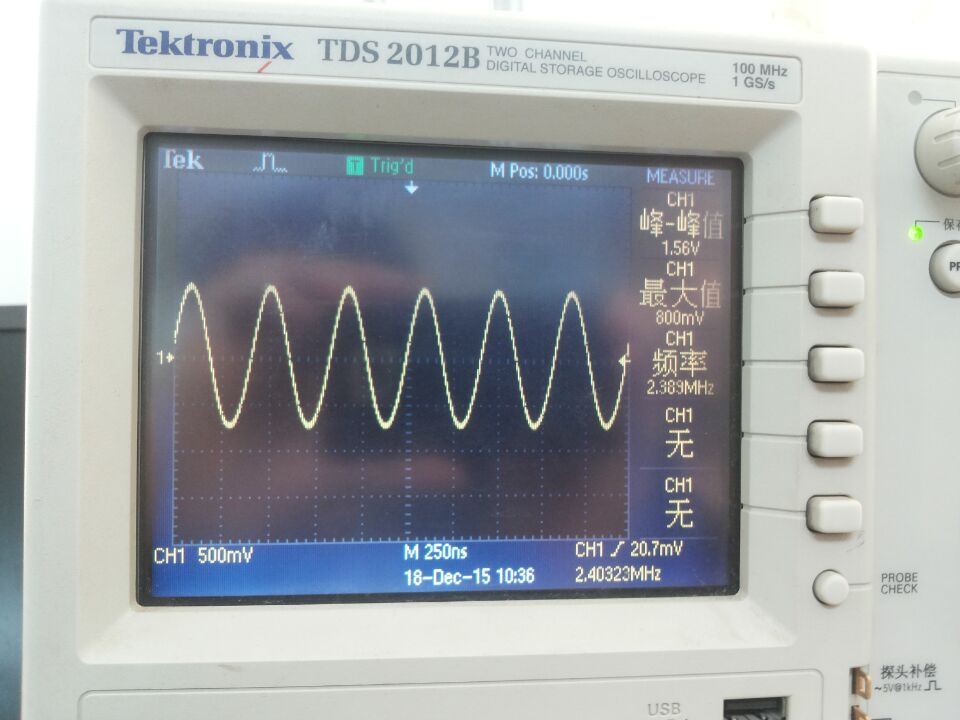 Tektronix TDS 2012B TWO CHANNEL DIGITAL STORAGE OSCILLOSCOPE
100 MHz
1 GS/s
Tek T Trig'd M Pos: 0.000s MEASURE
CH1
峰-峰值
1.56V
CH1
最大值
800mV
CH1
频率
2.389MHz
CH1
无
CH1
无
1
CH1 500mV M 250ns CH1 20.7mV
18-Dec-15 10:36 2.40323MHz
保存
PROBE
CHECK
探头补偿
~5V@1kHz
USB